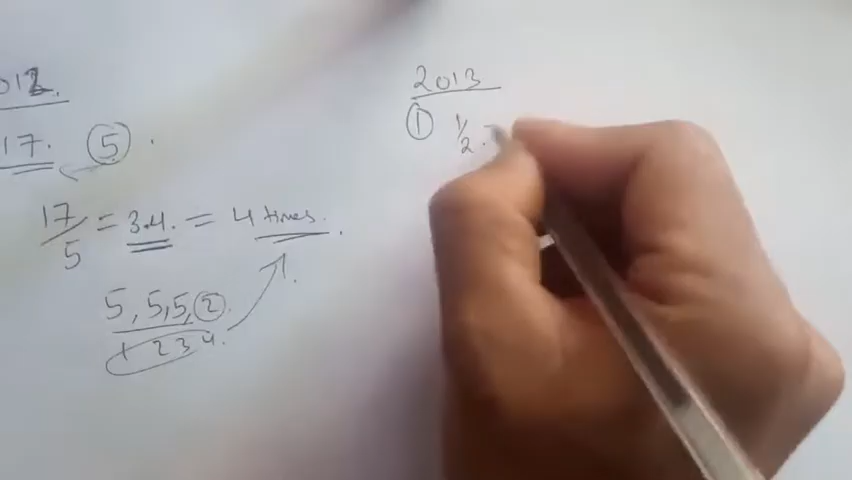 2012.
17. 5.
17/5 = 3.4. = 4 times.
5, 5, 5, 2.
1 2 3 4.
2013
1 1/2.